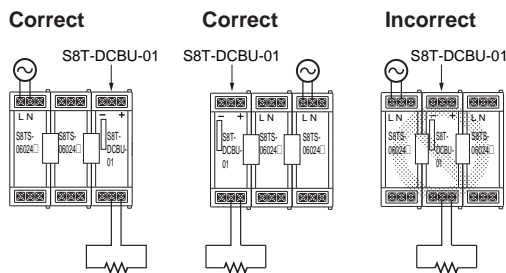 Correct
S8T-DCBU-01
L N
S8TS-
06024□
S8TS-
06024□
− +
S8T-
DCBU-
01
Correct
S8T-DCBU-01
− +
S8T-
DCBU-
01
L N
S8TS-
06024□
L N
S8TS-
06024□
Incorrect
S8T-DCBU-01
L N
S8TS-
06024□
− +
S8T-
DCBU-
01
L N
S8TS-
06024□